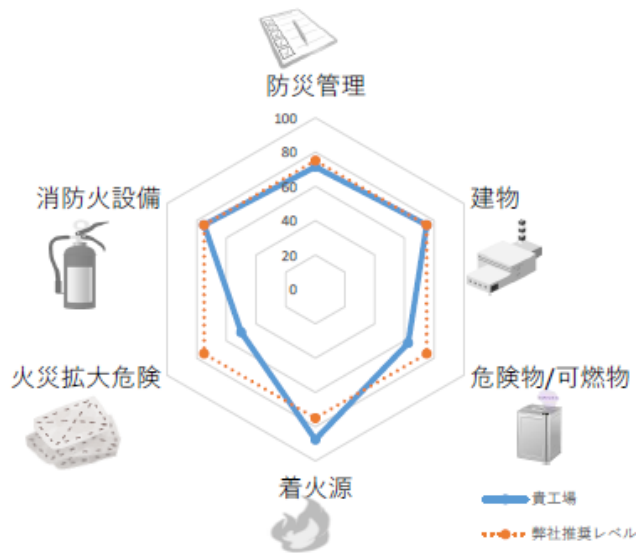 防災管理
100
80
60
40
20
0
消防火設備
建物
火災拡大危険
危険物/可燃物
着火源
貴工場
弊社推奨レベル